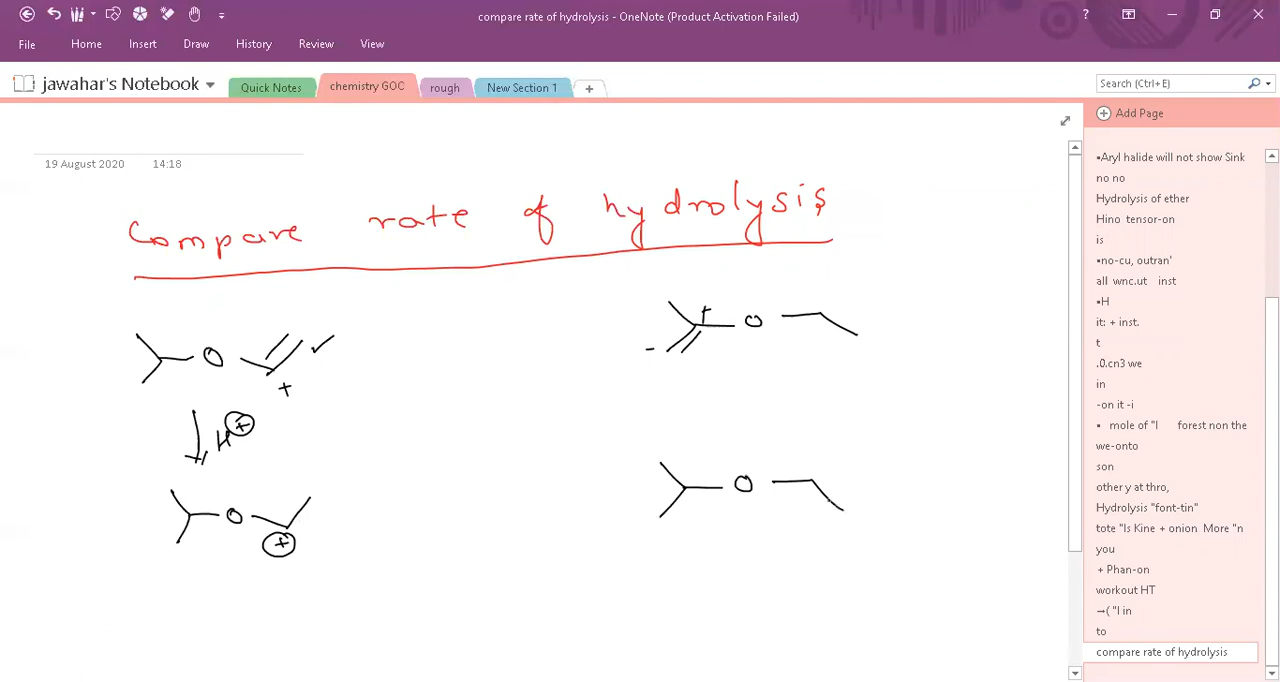 compare rate of hydrolysis - OneNote (Product Activation Failed)
?
File Home Insert Draw History Review View
jawahar's Notebook
Quick Notes
chemistry GOC
rough
New Section 1
+
Search (Ctrl+E)
Add Page
19 August 2020 14:18
Compare rate of hydrolysis
O
+
H +
O
+
+
O
-
O
▪Aryl halide will not show Sink
no no
Hydrolysis of ether
Hino tensor-on
is
▪no-cu, outran'
all wnc.ut inst
▪H
it: + inst.
t
.0.cn3 we
in
-on it -i
▪ mole of "I forest non the
we-onto
son
other y at thro,
Hydrolysis "font-tin"
tote "Is Kine + onion More "n
you
+ Phan-on
workout HT
→( "I in
to
compare rate of hydrolysis